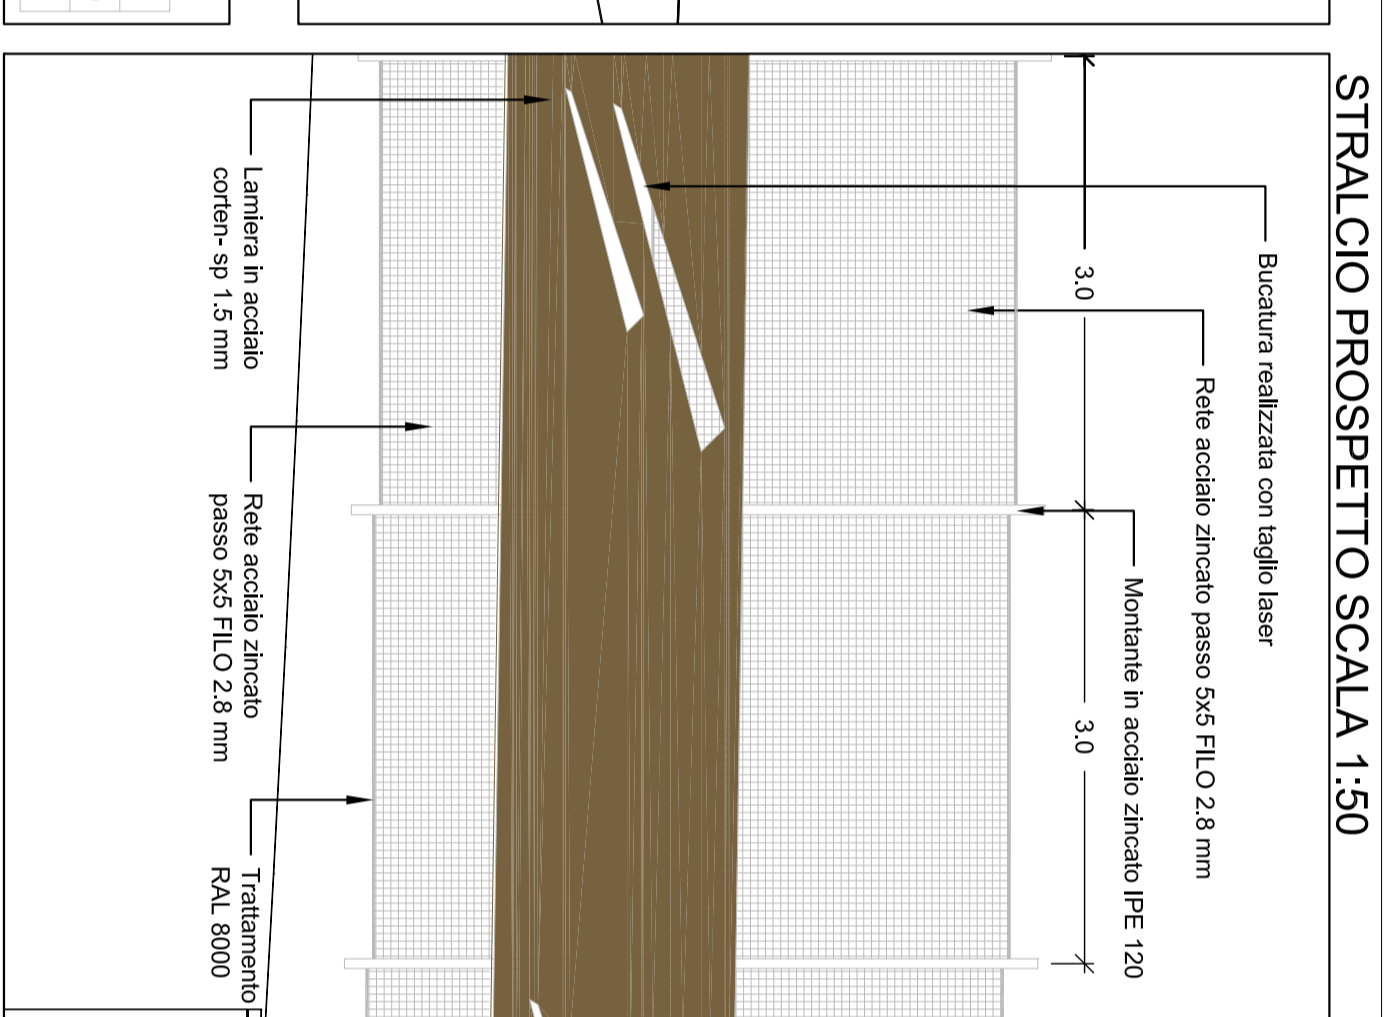 STRALCIO PROSPETTO SCALA 1:50
Bucatura realizzata con taglio laser
Rete acciaio zincato passo 5x5 FILO 2.8 mm
Montante in acciaio zincato IPE 120
3.0
3.0
Lamiera in acciaio
corten- sp 1.5 mm
Rete acciaio zincato
passo 5x5 FILO 2.8 mm
Trattamento
RAL 8000